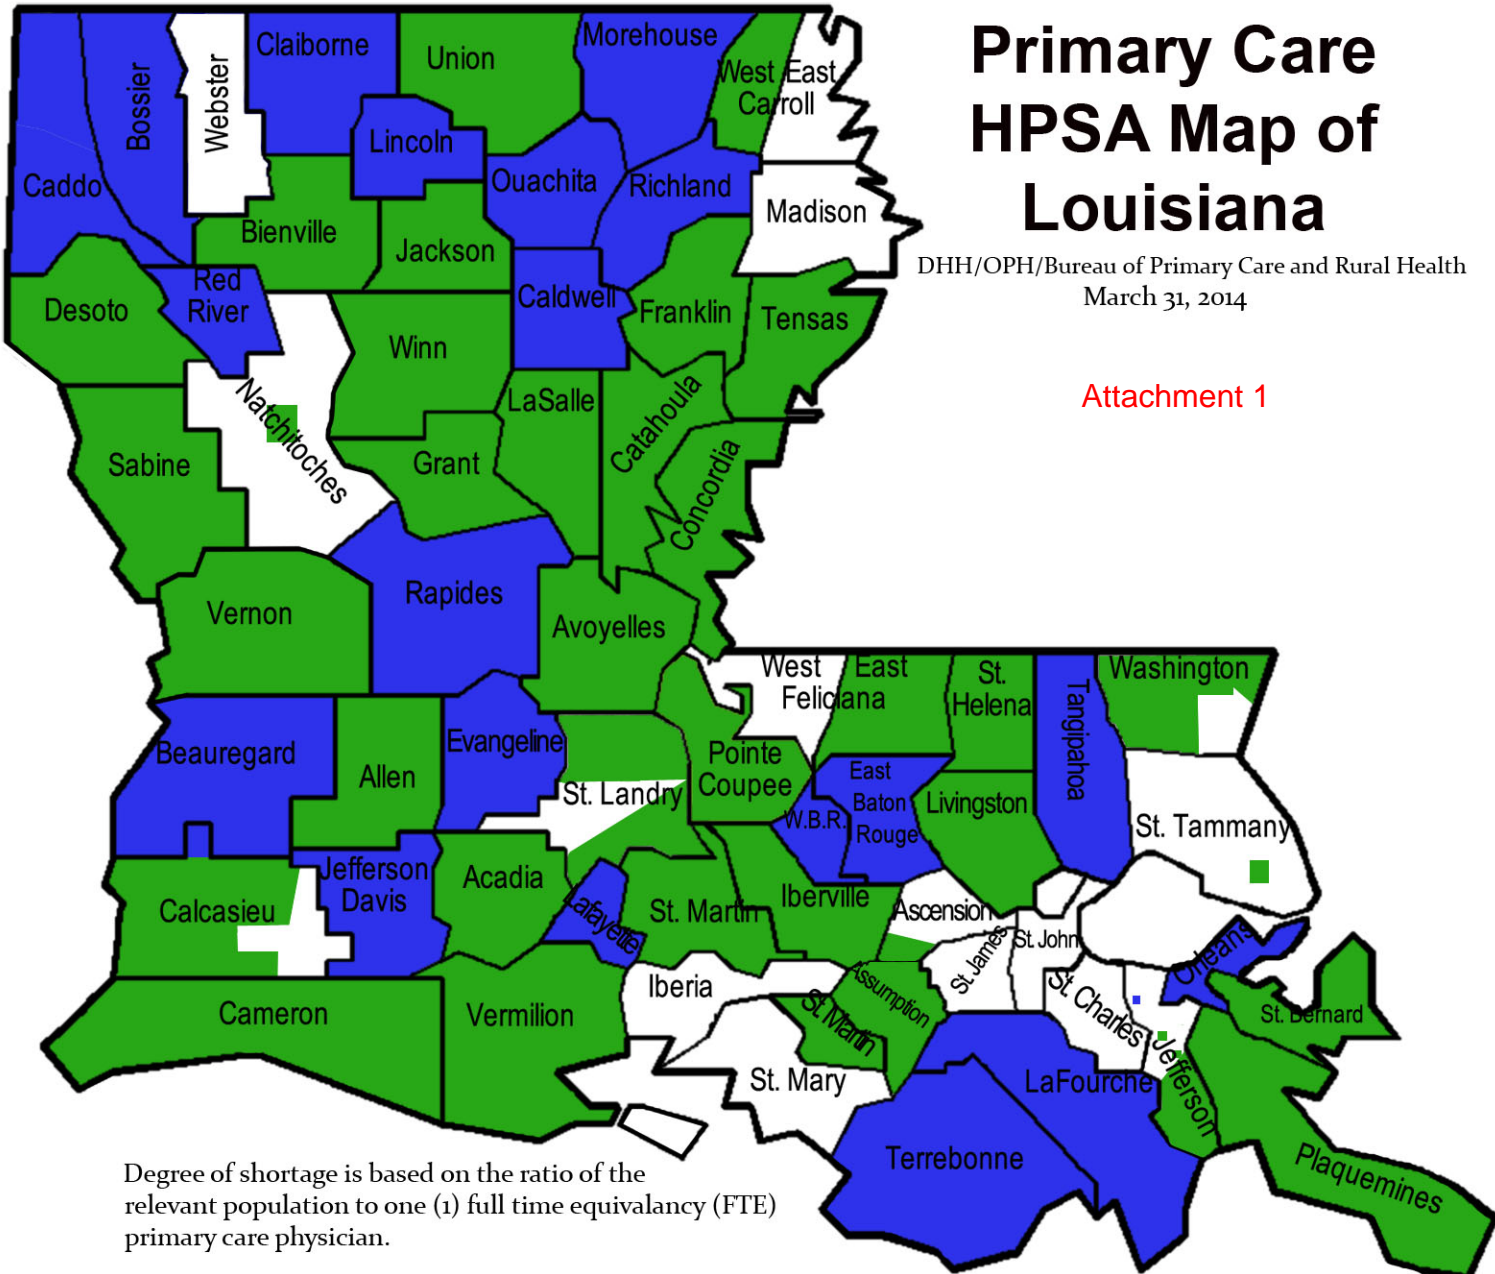 Primary Care
HPSA Map of
Louisiana
DHH/OPH/Bureau of Primary Care and Rural Health
March 31, 2014
Attachment 1
Caddo
Bossier
Webster
Claiborne
Union
Morehouse
West East
Carroll
Lincoln
Ouachita
Richland
Madison
Bienville
Jackson
Desoto
Red
River
Caldwell
Franklin
Tensas
Winn
Natchitoches
LaSalle
Catahoula
Concordia
Sabine
Grant
Vernon
Rapides
Avoyelles
West
Feliciana
East
St.
Helena
Tangipahoa
Washington
Beauregard
Allen
Evangeline
St. Landry
Pointe
Coupee
W.B.R.
East
Baton
Rouge
Livingston
St. Tammany
Calcasieu
Jefferson
Davis
Acadia
Lafayette
St. Martin
Iberville
Ascension
St. James
St. John
Orleans
Cameron
Vermilion
Iberia
St. Martin
Assumption
St. Charles
St. Bernard
St. Mary
LaFourche
Jefferson
Terrebonne
Plaquemines
Degree of shortage is based on the ratio of the
relevant population to one (1) full time equivalancy (FTE)
primary care physician.